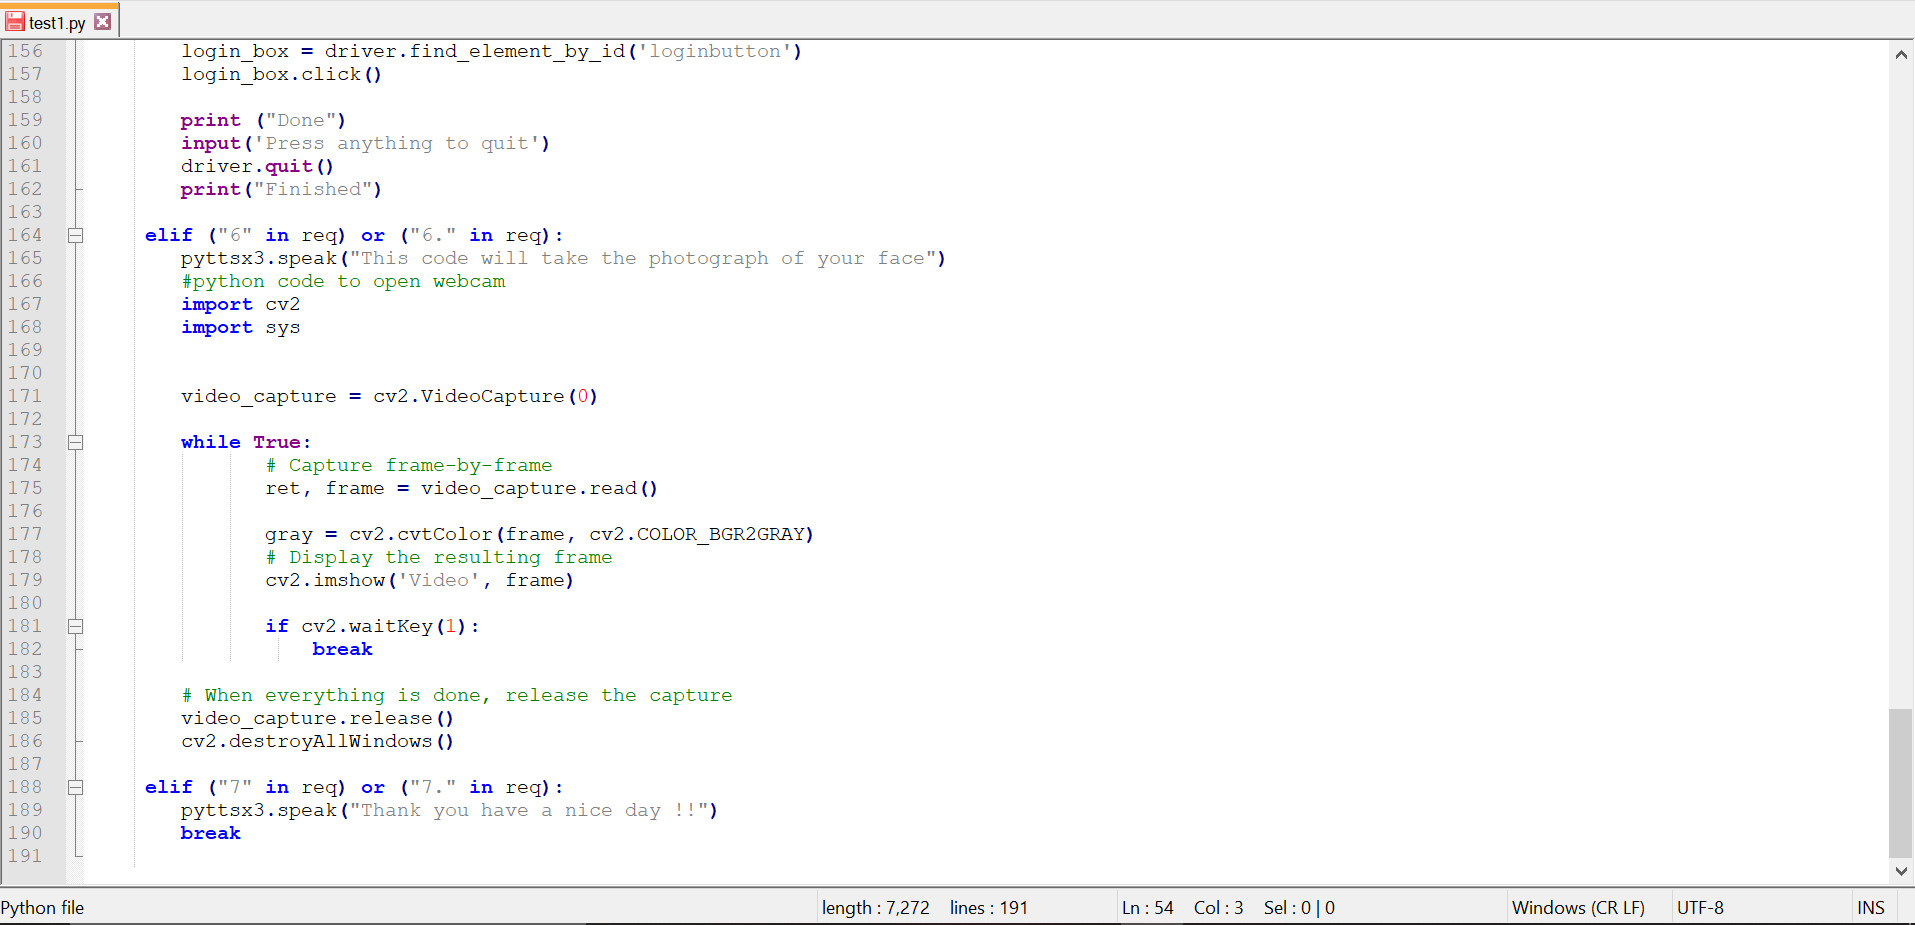 test1.py
156 login_box = driver.find_element_by_id('loginbutton')
157 login_box.click()
158
159 print ("Done")
160 input('Press anything to quit')
161 driver.quit()
162 print("Finished")
163
164 elif ("6" in req) or ("6." in req):
165 pyttsx3.speak("This code will take the photograph of your face")
166 #python code to open webcam
167 import cv2
168 import sys
169
170
171 video_capture = cv2.VideoCapture(0)
172
173 while True:
174 # Capture frame-by-frame
175 ret, frame = video_capture.read()
176
177 gray = cv2.cvtColor(frame, cv2.COLOR_BGR2GRAY)
178 # Display the resulting frame
179 cv2.imshow('Video', frame)
180
181 if cv2.waitKey(1):
182 break
183
184 # When everything is done, release the capture
185 video_capture.release()
186 cv2.destroyAllWindows()
187
188 elif ("7" in req) or ("7." in req):
189 pyttsx3.speak("Thank you have a nice day !!")
190 break
191
Python file length : 7,272 lines : 191 Ln : 54 Col : 3 Sel : 0 | 0 Windows (CR LF) UTF-8 INS